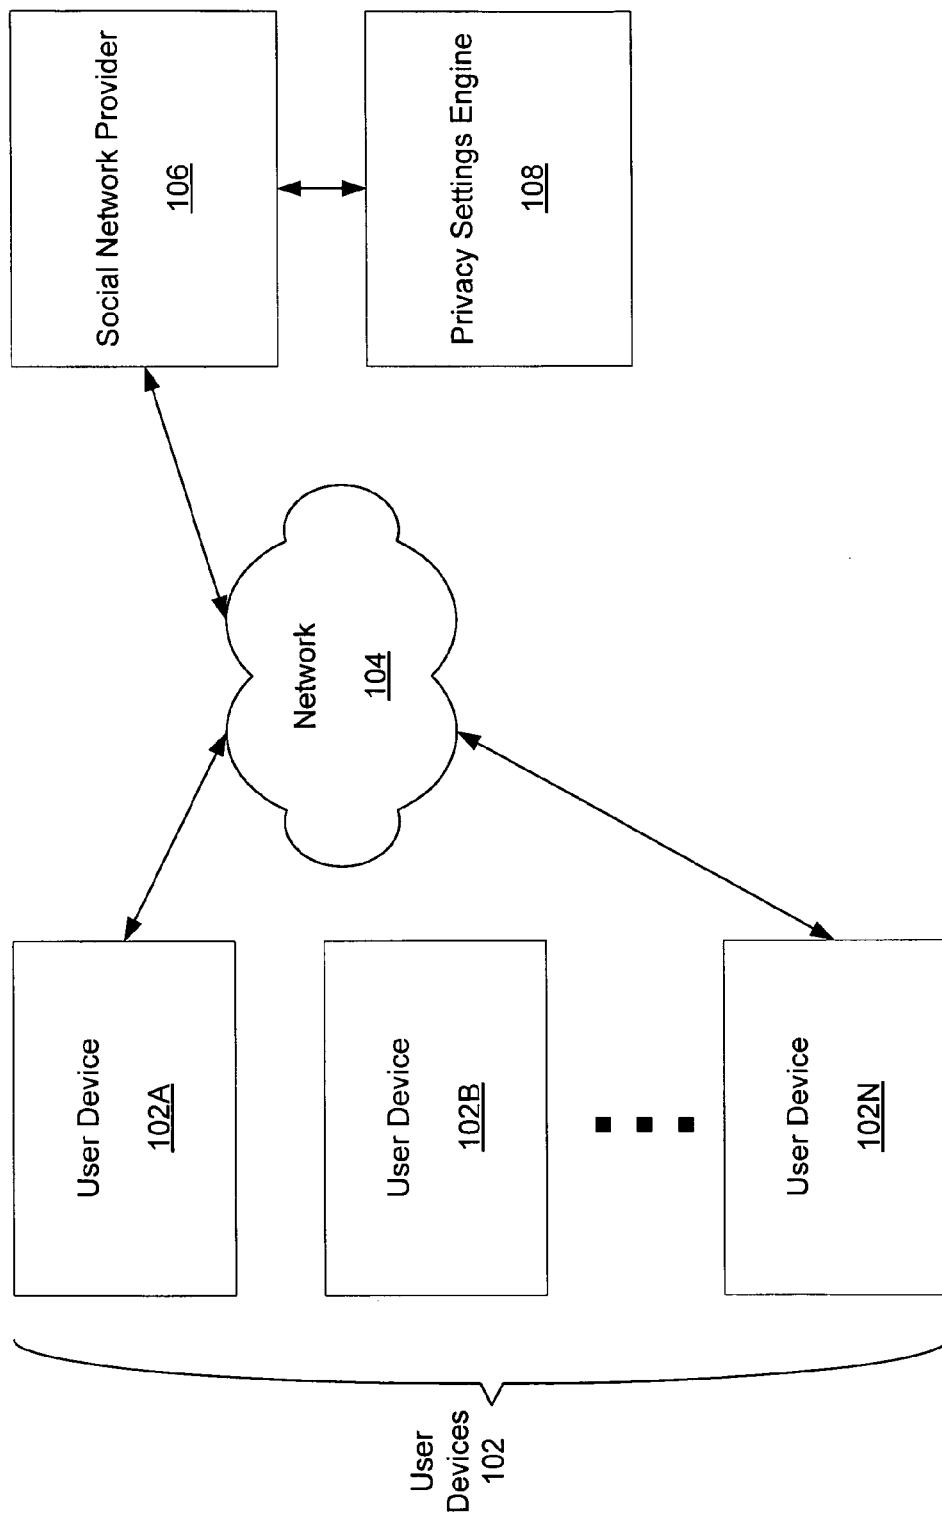 User
Devices
102
User Device
102A
User Device
102B
User Device
102N
Network
104
Social Network Provider
106
Privacy Settings Engine
108